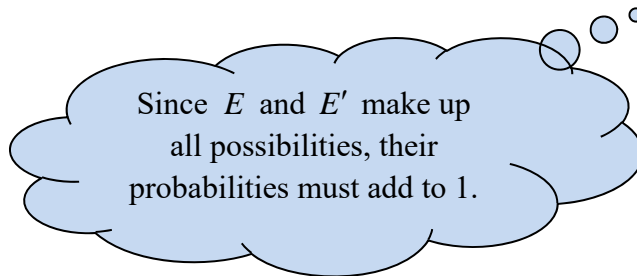 Since E and E′ make up
all possibilities, their
probabilities must add to 1.